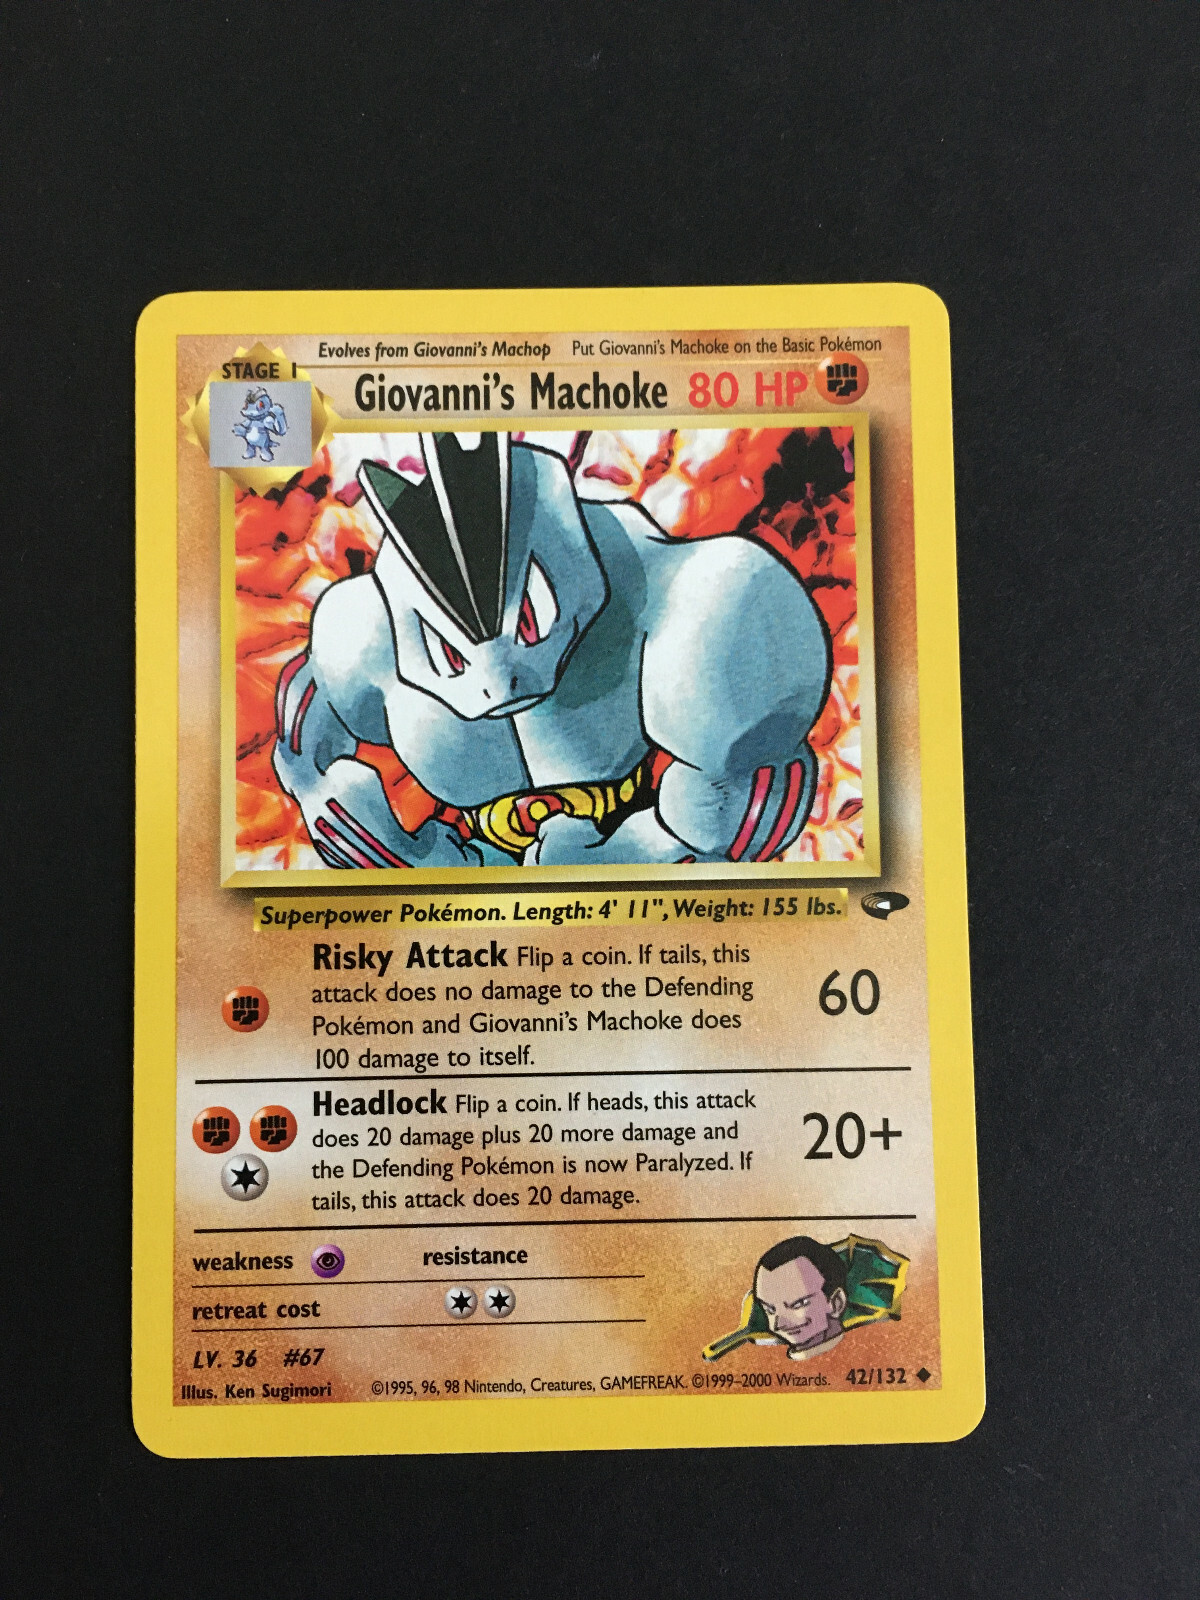 Evolves from Giovanni's Machop Put Giovanni's Machoke on the Basic Pokémon
STAGE 1
Giovanni's Machoke 80 HP
Superpower Pokémon. Length: 4' 11", Weight: 155 lbs.
Risky Attack Flip a coin. If tails, this
attack does no damage to the Defending
Pokémon and Giovanni's Machoke does
100 damage to itself.
60
Headlock Flip a coin. If heads, this attack
does 20 damage plus 20 more damage and
the Defending Pokémon is now Paralyzed. If
tails, this attack does 20 damage.
20+
weakness resistance
retreat cost
LV. 36 #67
Illus. Ken Sugimori ©1995, 96, 98 Nintendo, Creatures, GAMEFREAK. ©1999–2000 Wizards. 42/132